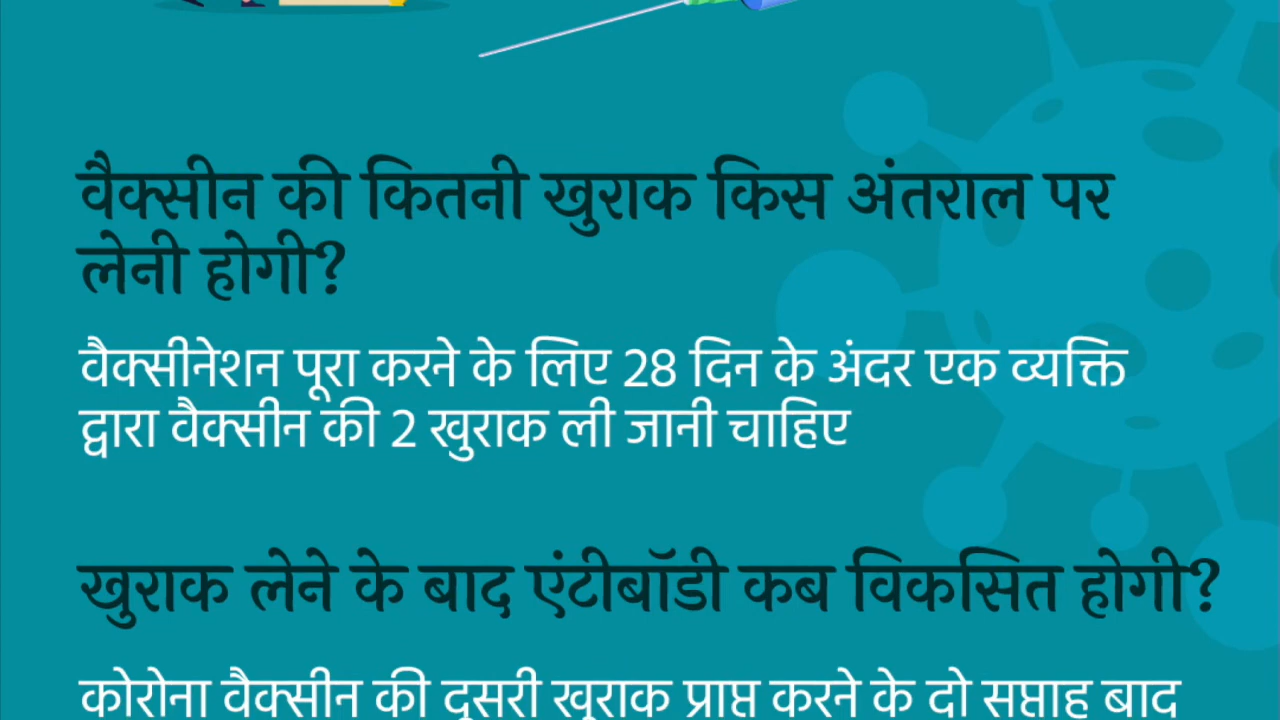 वैक्सीन की कितनी खुराक किस अंतराल पर
लेनी होगी?
वैक्सीनेशन पूरा करने के लिए 28 दिन के अंदर एक व्यक्ति
द्वारा वैक्सीन की 2 खुराक ली जानी चाहिए
खुराक लेने के बाद एंटीबॉडी कब विकसित होगी?
कोरोना वैक्सीन की दूसरी खुराक प्राप्त करने के दो सप्ताह बाद